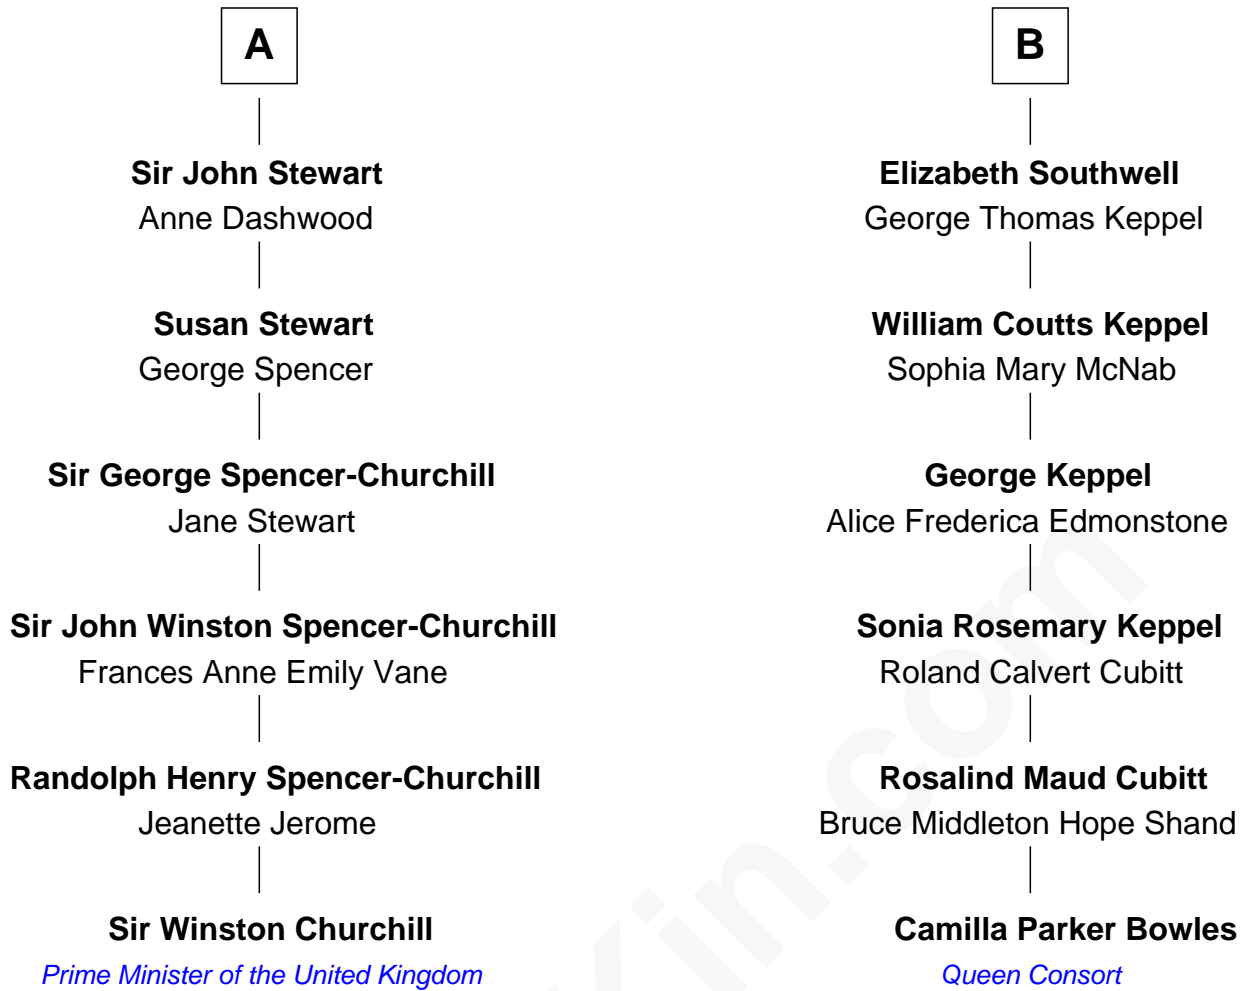 A
Sir John Stewart
Anne Dashwood
Susan Stewart
George Spencer
Sir George Spencer-Churchill
Jane Stewart
Sir John Winston Spencer-Churchill
Frances Anne Emily Vane
Randolph Henry Spencer-Churchill
Jeanette Jerome
Sir Winston Churchill
Prime Minister of the United Kingdom
B
Elizabeth Southwell
George Thomas Keppel
William Coutts Keppel
Sophia Mary McNab
George Keppel
Alice Frederica Edmonstone
Sonia Rosemary Keppel
Roland Calvert Cubitt
Rosalind Maud Cubitt
Bruce Middleton Hope Shand
Camilla Parker Bowles
Queen Consort
Kin.com